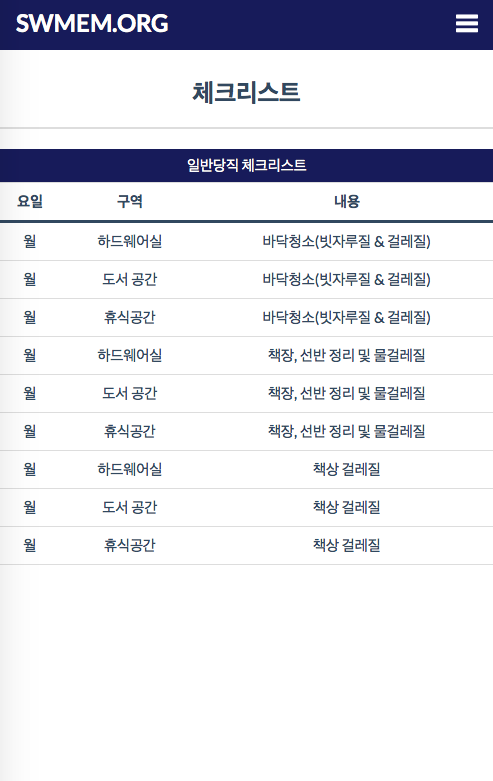 SWMEM.ORG
체크리스트
일반당직 체크리스트
요일 구역 내용
월 하드웨어실 바닥청소(빗자루질 & 걸레질)
월 도서 공간 바닥청소(빗자루질 & 걸레질)
월 휴식공간 바닥청소(빗자루질 & 걸레질)
월 하드웨어실 책장, 선반 정리 및 물걸레질
월 도서 공간 책장, 선반 정리 및 물걸레질
월 휴식공간 책장, 선반 정리 및 물걸레질
월 하드웨어실 책상 걸레질
월 도서 공간 책상 걸레질
월 휴식공간 책상 걸레질